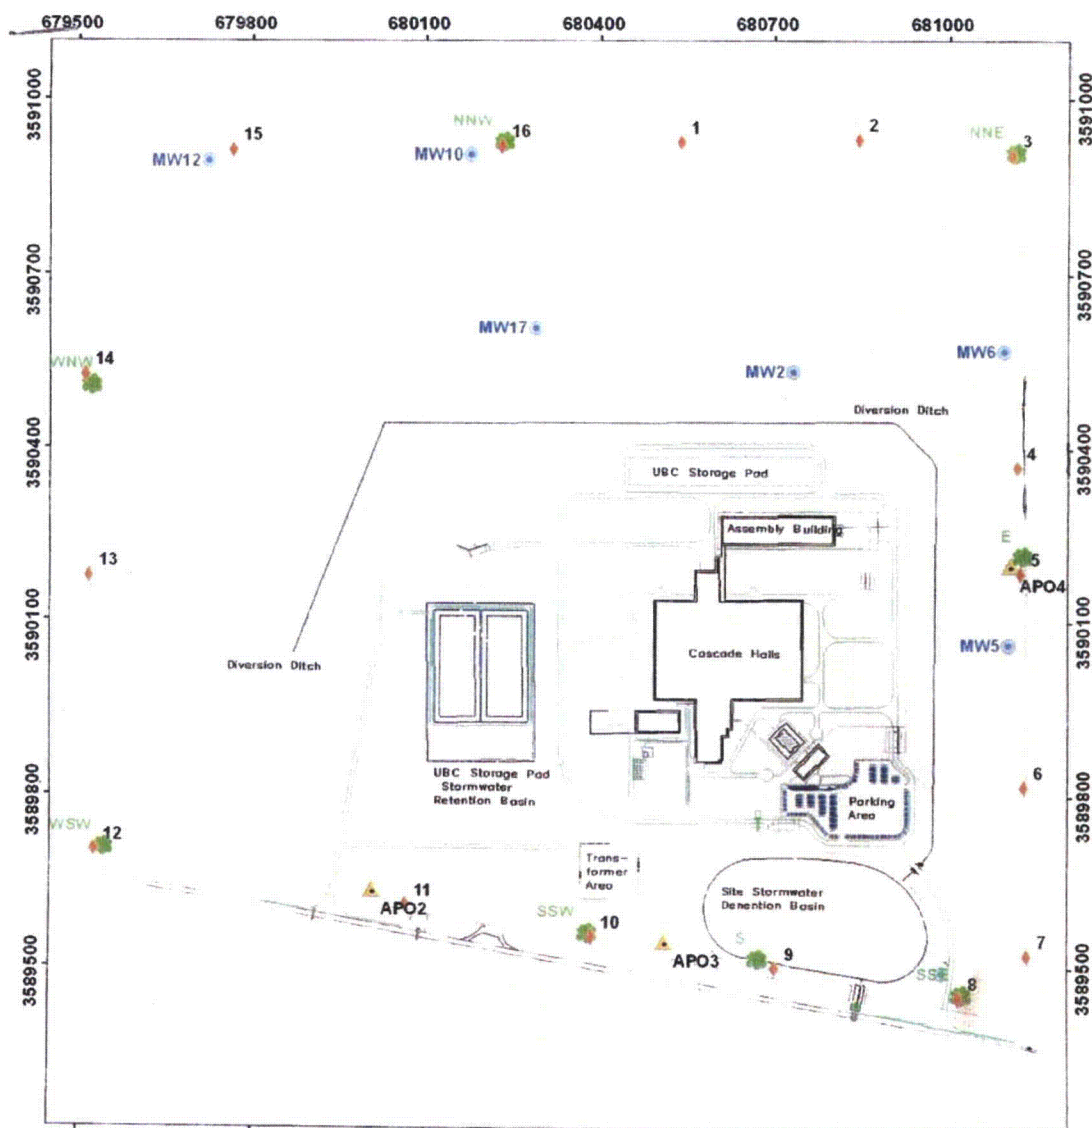 679500 679800 680100 680400 680700 681000
3591000
3591000
NNW
NNE
15
16
1
2
3
MW12
MW10
3590700
3590700
MW17
MW6
WNW
14
MW2
Diversion Ditch
3590400
3590400
4
UBC Storage Pad
Assembly Building
E
5
13
APO4
3590100
3590100
MW5
Cascade Halls
Diversion Ditch
UBC Storage Pad
Stormwater
Retention Basin
3589800
3589800
6
Parking
Area
WSW
12
Trans-
former
Area
11
APO2
Site Stormwater
Denention Basin
SSW
10
S
APO3
9
7
3589500
3589500
SSE
8